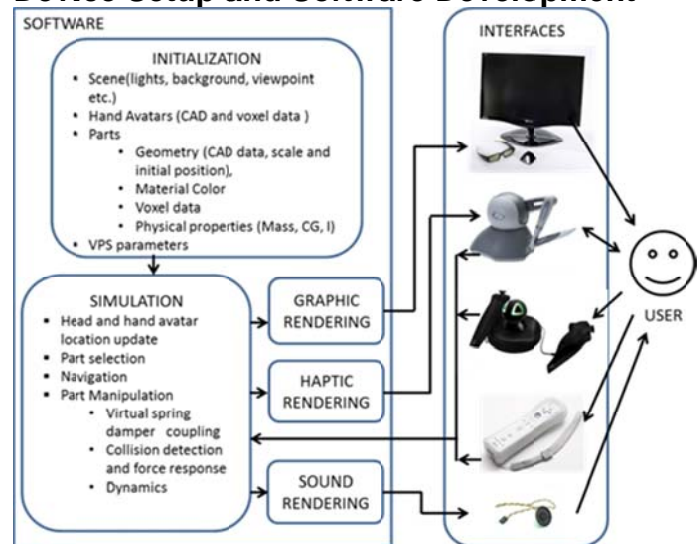 Device Setup and Software Development
SOFTWARE
INITIALIZATION
• Scene(lights, background, viewpoint
etc.)
• Hand Avatars (CAD and voxel data )
• Parts
• Geometry (CAD data, scale and
initial position),
• Material Color
• Voxel data
• Physical properties (Mass, CG, I)
• VPS parameters
SIMULATION
▪ Head and hand avatar
location update
▪ Part selection
▪ Navigation
▪ Part Manipulation
• Virtual spring
damper coupling
• Collision detection
and force response
• Dynamics
GRAPHIC
RENDERING
HAPTIC
RENDERING
SOUND
RENDERING
INTERFACES
USER